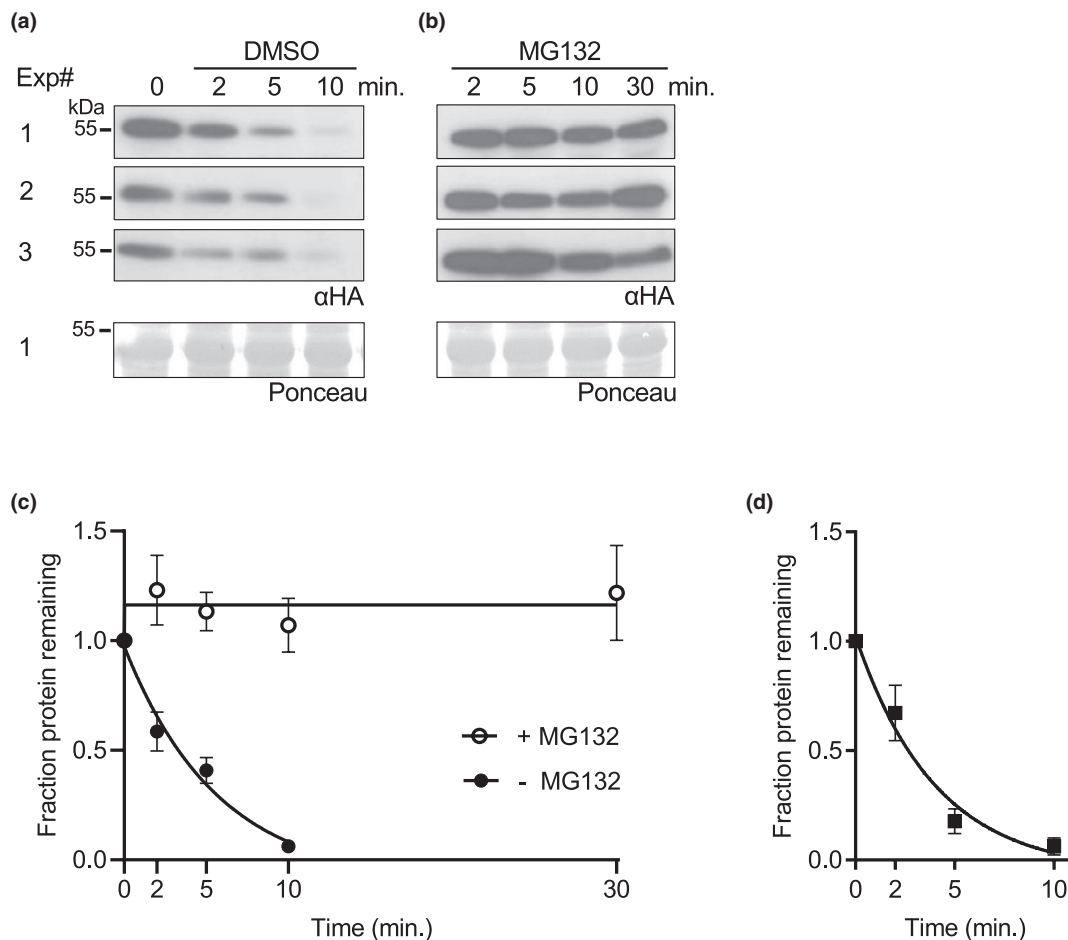 (a)
DMSO
Exp#
0 2 5 10 min.
kDa
1
55
2
55
3
55
αHA
55
1
Ponceau
(b)
MG132
2 5 10 30 min.
αHA
Ponceau
(c)
Fraction protein remaining
1.5
1.0
0.5
0.0
+ MG132
- MG132
0 2 5 10 30
Time (min.)
(d)
Fraction protein remaining
1.5
1.0
0.5
0.0
0 2 5 10
Time (min.)